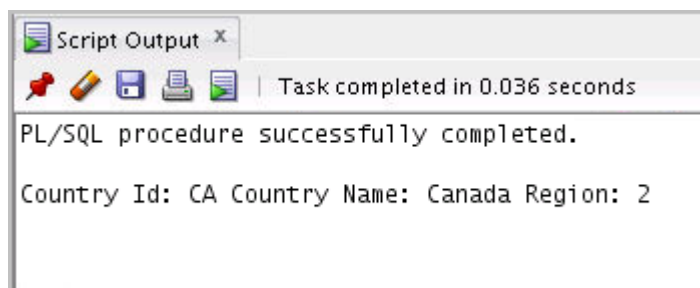 Script Output x
Task completed in 0.036 seconds
PL/SQL procedure successfully completed.
Country Id: CA Country Name: Canada Region: 2